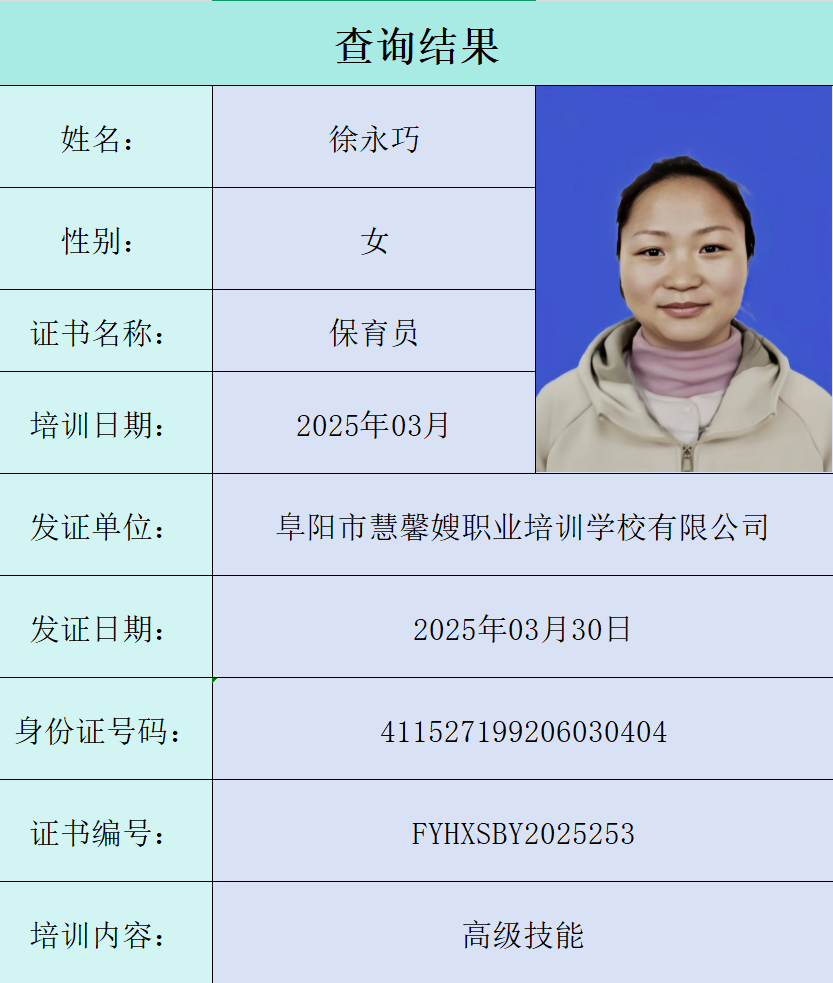 查询结果
姓名： 徐永巧
性别： 女
证书名称： 保育员
培训日期： 2025年03月
发证单位： 阜阳市慧馨嫂职业培训学校有限公司
发证日期： 2025年03月30日
身份证号码： 411527199206030404
证书编号： FYHXSBY2025253
培训内容： 高级技能